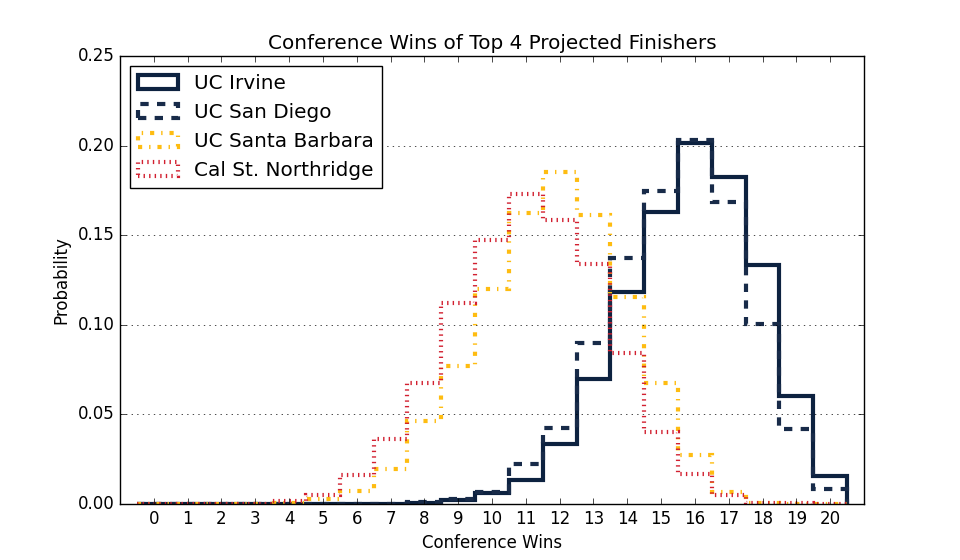 Conference Wins of Top 4 Projected Finishers
0.25
0.20
0.15
0.10
0.05
0.00
Probability
UC Irvine
UC San Diego
UC Santa Barbara
Cal St. Northridge
0 1 2 3 4 5 6 7 8 9 10 11 12 13 14 15 16 17 18 19 20
Conference Wins